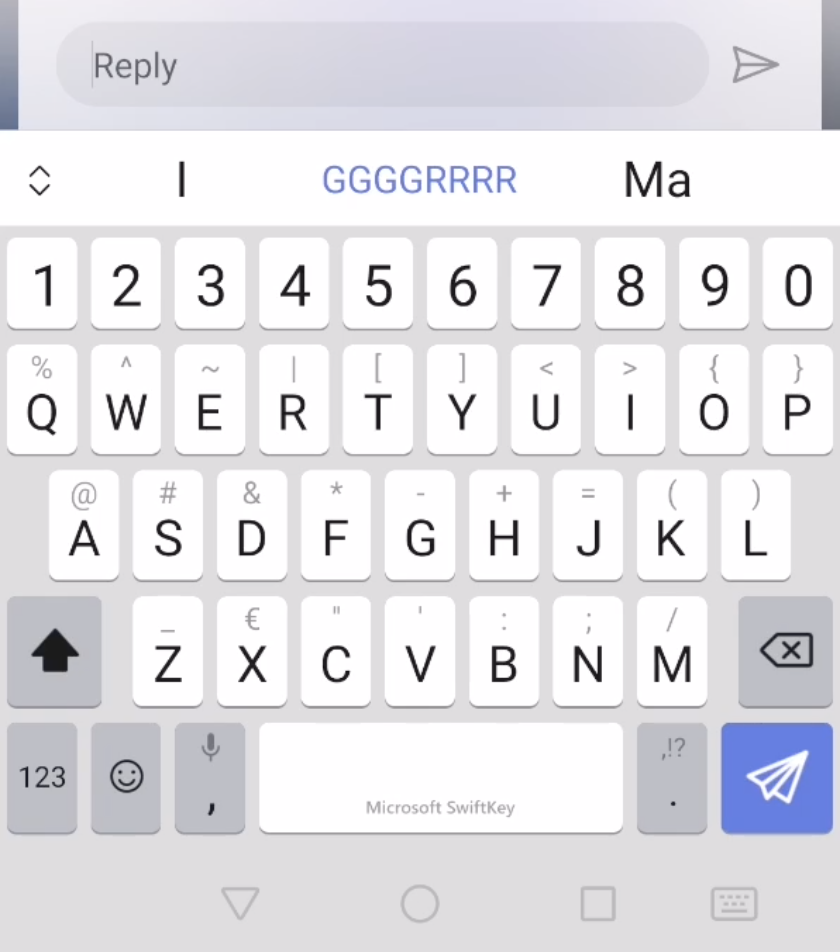 Reply
I GGGGRRRR Ma
1 2 3 4 5 6 7 8 9 0
% ^ ~ | [ ] < > { }
Q W E R T Y U I O P
@ # & * - + = ( )
A S D F G H J K L
_ € " ' : ; /
Z X C V B N M
,!?
123 , Microsoft SwiftKey .